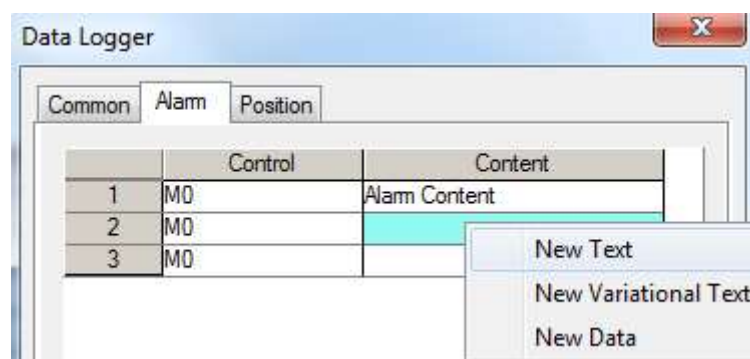 Data Logger
Common Alarm Position
Control Content
1 M0 Alarm Content
2 M0
3 M0
New Text
New Variational Text
New Data